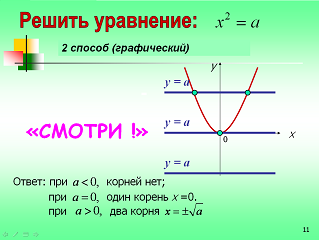 Решить уравнение: x² = a
2 способ (графический)
y
y = a
«СМОТРИ !»
y = a
x
0
y = a
Ответ: при a < 0, корней нет;
при a = 0, один корень x =0.
при a > 0, два корня x = ±√a
11